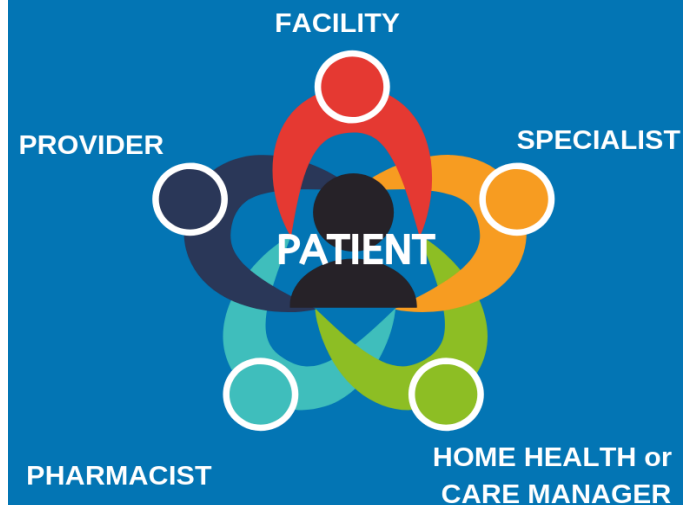 FACILITY
PROVIDER
SPECIALIST
PATIENT
PHARMACIST
HOME HEALTH or
CARE MANAGER